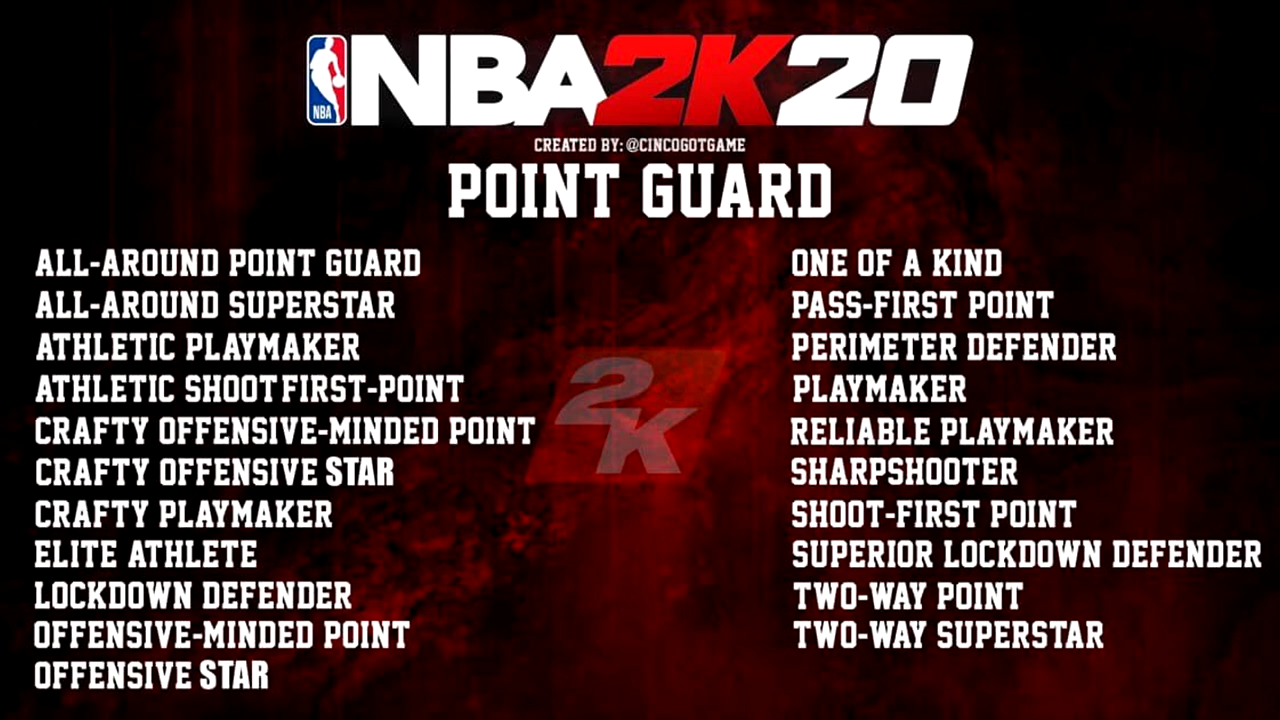 NBA NBA2K20
CREATED BY: @CINCOGOTGAME
POINT GUARD
ALL-AROUND POINT GUARD
ALL-AROUND SUPERSTAR
ATHLETIC PLAYMAKER
ATHLETIC SHOOT FIRST-POINT
CRAFTY OFFENSIVE-MINDED POINT
CRAFTY OFFENSIVE STAR
CRAFTY PLAYMAKER
ELITE ATHLETE
LOCKDOWN DEFENDER
OFFENSIVE-MINDED POINT
OFFENSIVE STAR
2K
ONE OF A KIND
PASS-FIRST POINT
PERIMETER DEFENDER
PLAYMAKER
RELIABLE PLAYMAKER
SHARPSHOOTER
SHOOT-FIRST POINT
SUPERIOR LOCKDOWN DEFENDER
TWO-WAY POINT
TWO-WAY SUPERSTAR